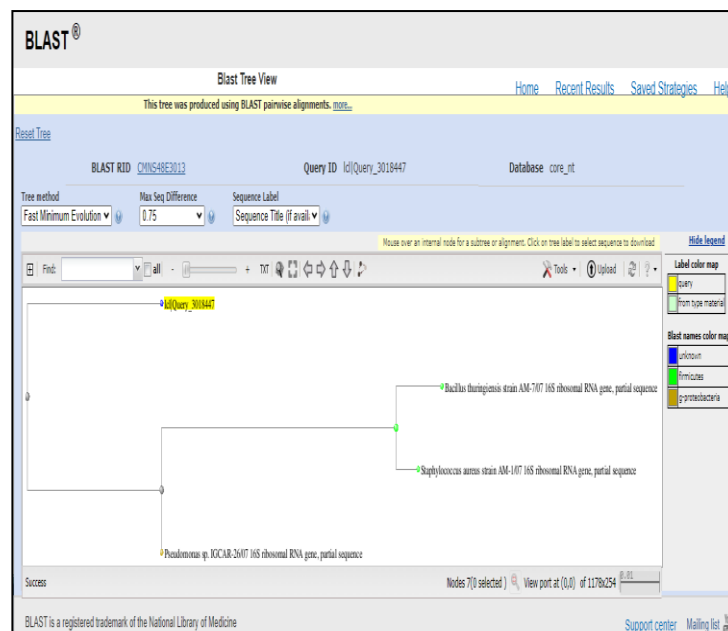 BLAST®
Blast Tree View
Home Recent Results Saved Strategies Help
This tree was produced using BLAST pairwise alignments. more...
Reset Tree
BLAST RID CMNS48E3013 Query ID lcl|Query_3018447 Database core_nt
Tree method Max Seq Difference Sequence Label
Fast Minimum Evolution 0.75 Sequence Title (if avail
Mouse over an internal node for a subtree or alignment. Click on tree label to select sequence to download Hide legend
Find: all - + TXT Tools Upload ?
Label color map
query
from type material
Blast names color map
unknown
firmicutes
g-proteobacteria
lcl|Query_3018447
Bacillus thuringiensis strain AM-7/07 16S ribosomal RNA gene, partial sequence
Staphylococcus aureus strain AM-1/07 16S ribosomal RNA gene, partial sequence
Pseudomonas sp. IGCAR-26/07 16S ribosomal RNA gene, partial sequence
Success Nodes 7(0 selected) View port at (0,0) of 1178x254 0.01
BLAST is a registered trademark of the National Library of Medicine
Support center Mailing list